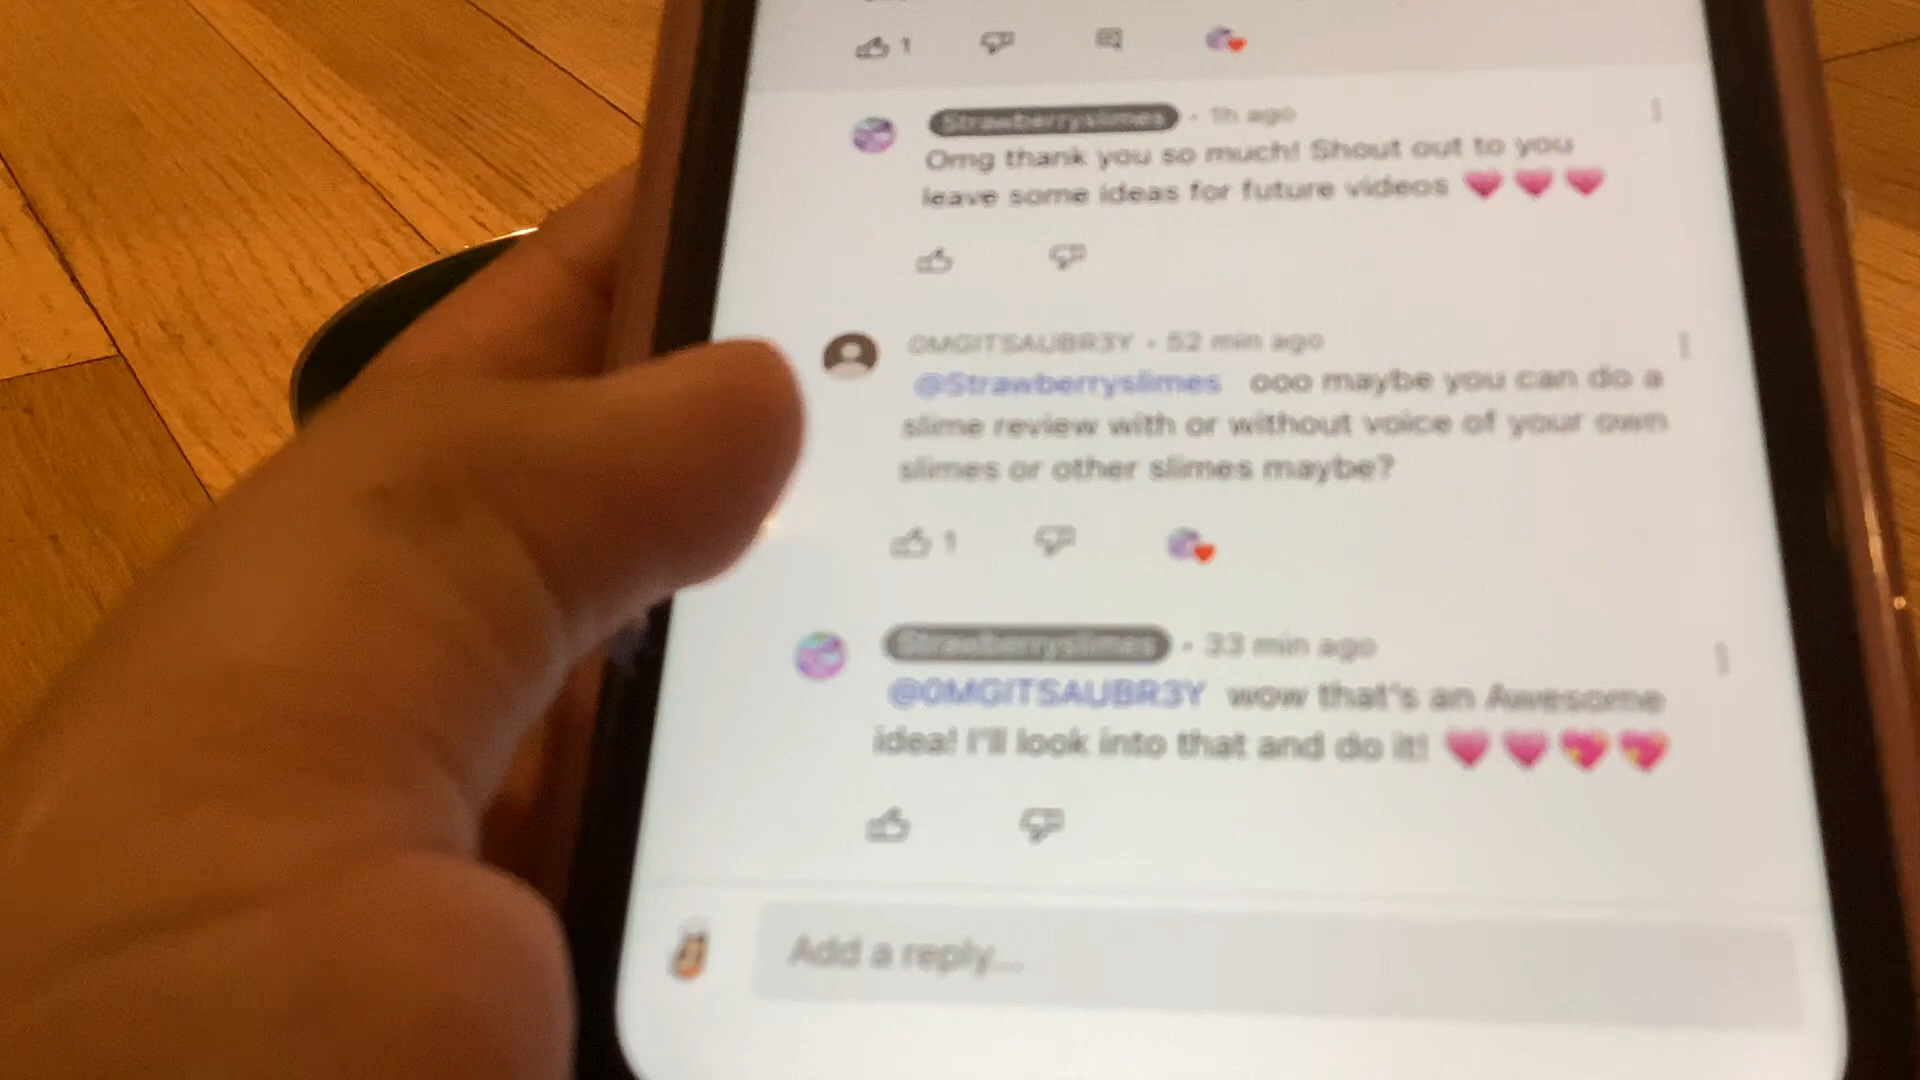 1
Strawberryslimes • 1h ago
Omg thank you so much! Shout out to you
leave some ideas for future videos 💗💗💗
0MGITSAUBR3Y • 52 min ago
@Strawberryslimes ooo maybe you can do a
slime review with or without voice of your own
slimes or other slimes maybe?
1
Strawberryslimes • 33 min ago
@0MGITSAUBR3Y wow that's an Awesome
idea! I'll look into that and do it! 💗💗💖💖
Add a reply...